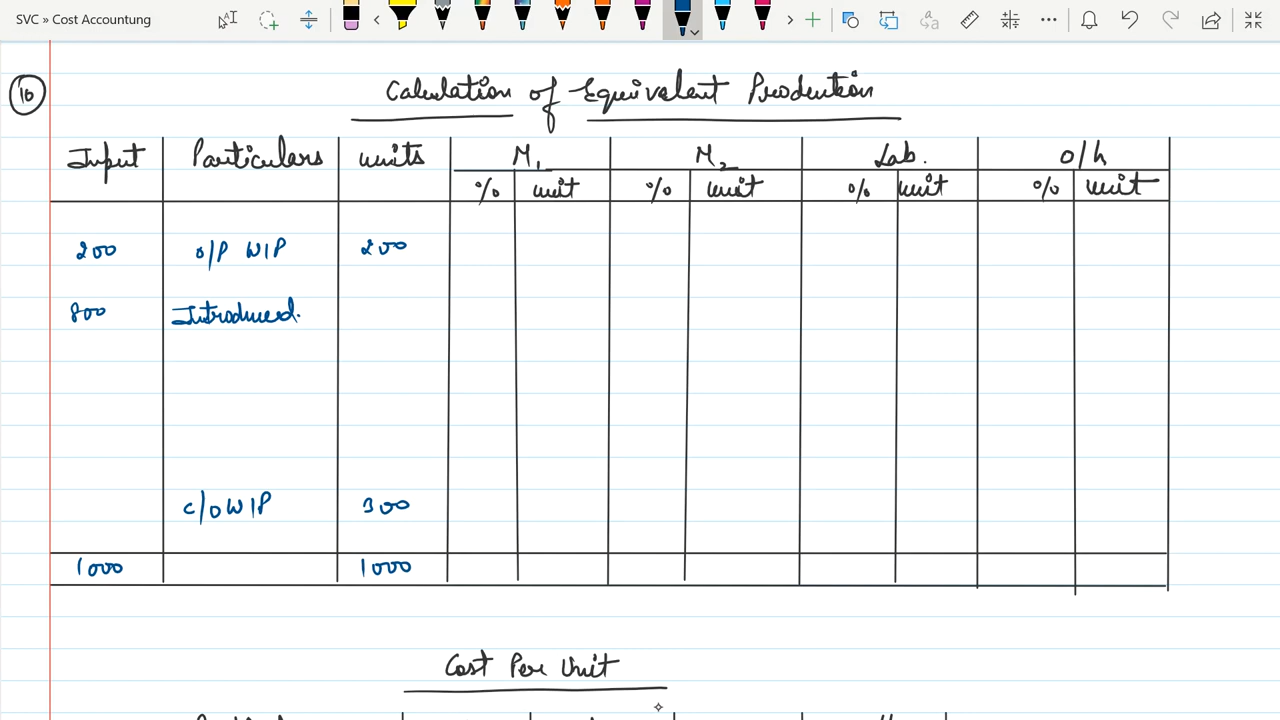 SVC » Cost Accountung
10 Calculation of Equivalent Production
Input Particulars units M1 M2 Lab. o/h
% unit % unit % unit % unit
200 o/P WIP 200
800 Introduced.
c/o WIP 300
1000 1000
Cost Per Unit